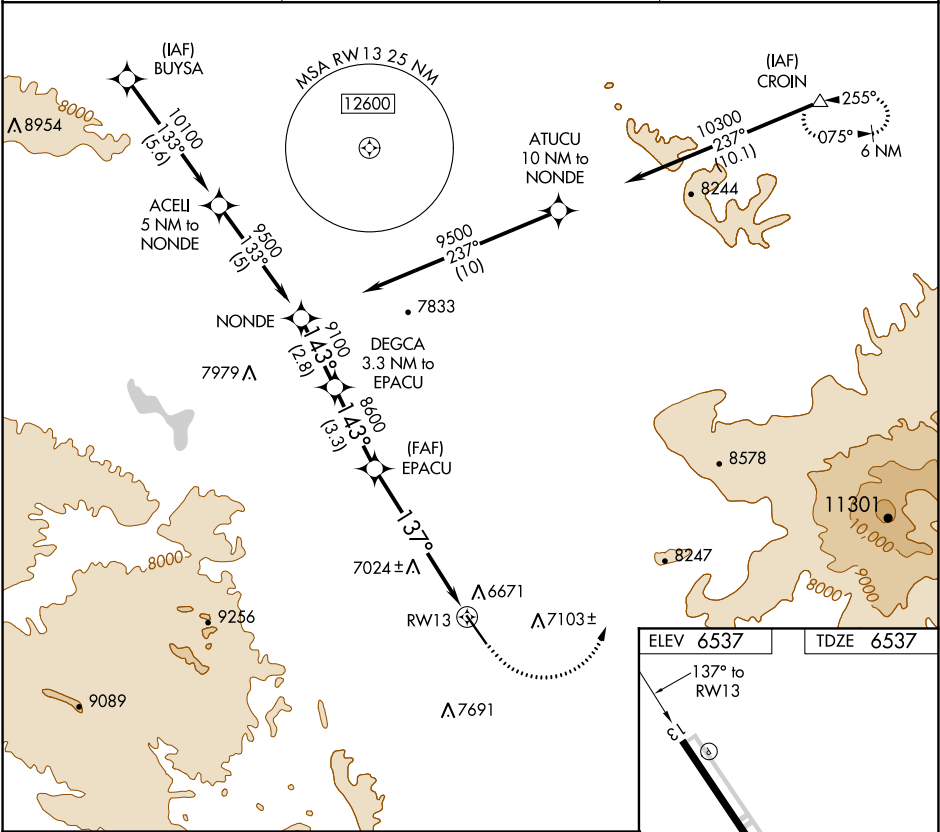 (IAF)
BUYSA
8000
8954
10100
133°
(5.6)
MSA RW13 25 NM
12600
(IAF)
CROIN
255°
075°
6 NM
10300
237°
(10.1)
ATUCU
10 NM to
NONDE
8244
ACELI
5 NM to
NONDE
9500
133°
(5)
9500
237°
(10)
7833
NONDE
9100
143°
(2.8)
DEGCA
3.3 NM to
EPACU
7979
8600
143°
(3.3)
(FAF)
EPACU
8578
11301
10,000
137°
8000
7024 ±
8247
9000
8000
6671
RW13
7103 ±
9256
ELEV 6537
TDZE 6537
137° to
RW13
9089
7691
13
P